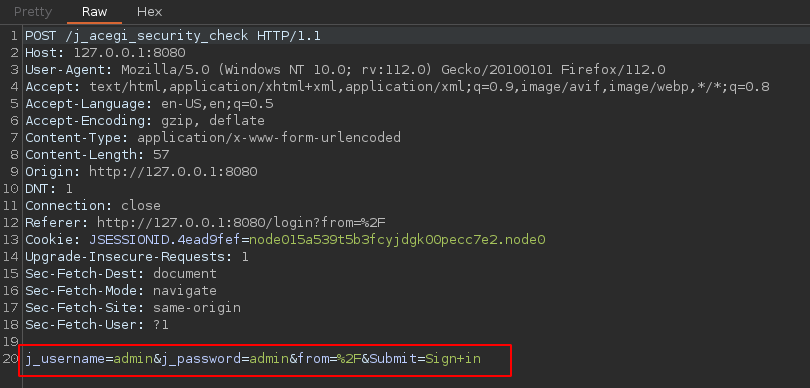 Pretty Raw Hex
1 POST /j_acegi_security_check HTTP/1.1
2 Host: 127.0.0.1:8080
3 User-Agent: Mozilla/5.0 (Windows NT 10.0; rv:112.0) Gecko/20100101 Firefox/112.0
4 Accept: text/html,application/xhtml+xml,application/xml;q=0.9,image/avif,image/webp,*/*;q=0.8
5 Accept-Language: en-US,en;q=0.5
6 Accept-Encoding: gzip, deflate
7 Content-Type: application/x-www-form-urlencoded
8 Content-Length: 57
9 Origin: http://127.0.0.1:8080
10 DNT: 1
11 Connection: close
12 Referer: http://127.0.0.1:8080/login?from=%2F
13 Cookie: JSESSIONID.4ead9fef=node015a539t5b3fcyjdgk00pecc7e2.node0
14 Upgrade-Insecure-Requests: 1
15 Sec-Fetch-Dest: document
16 Sec-Fetch-Mode: navigate
17 Sec-Fetch-Site: same-origin
18 Sec-Fetch-User: ?1
19
20 j_username=admin&j_password=admin&from=%2F&Submit=Sign+in